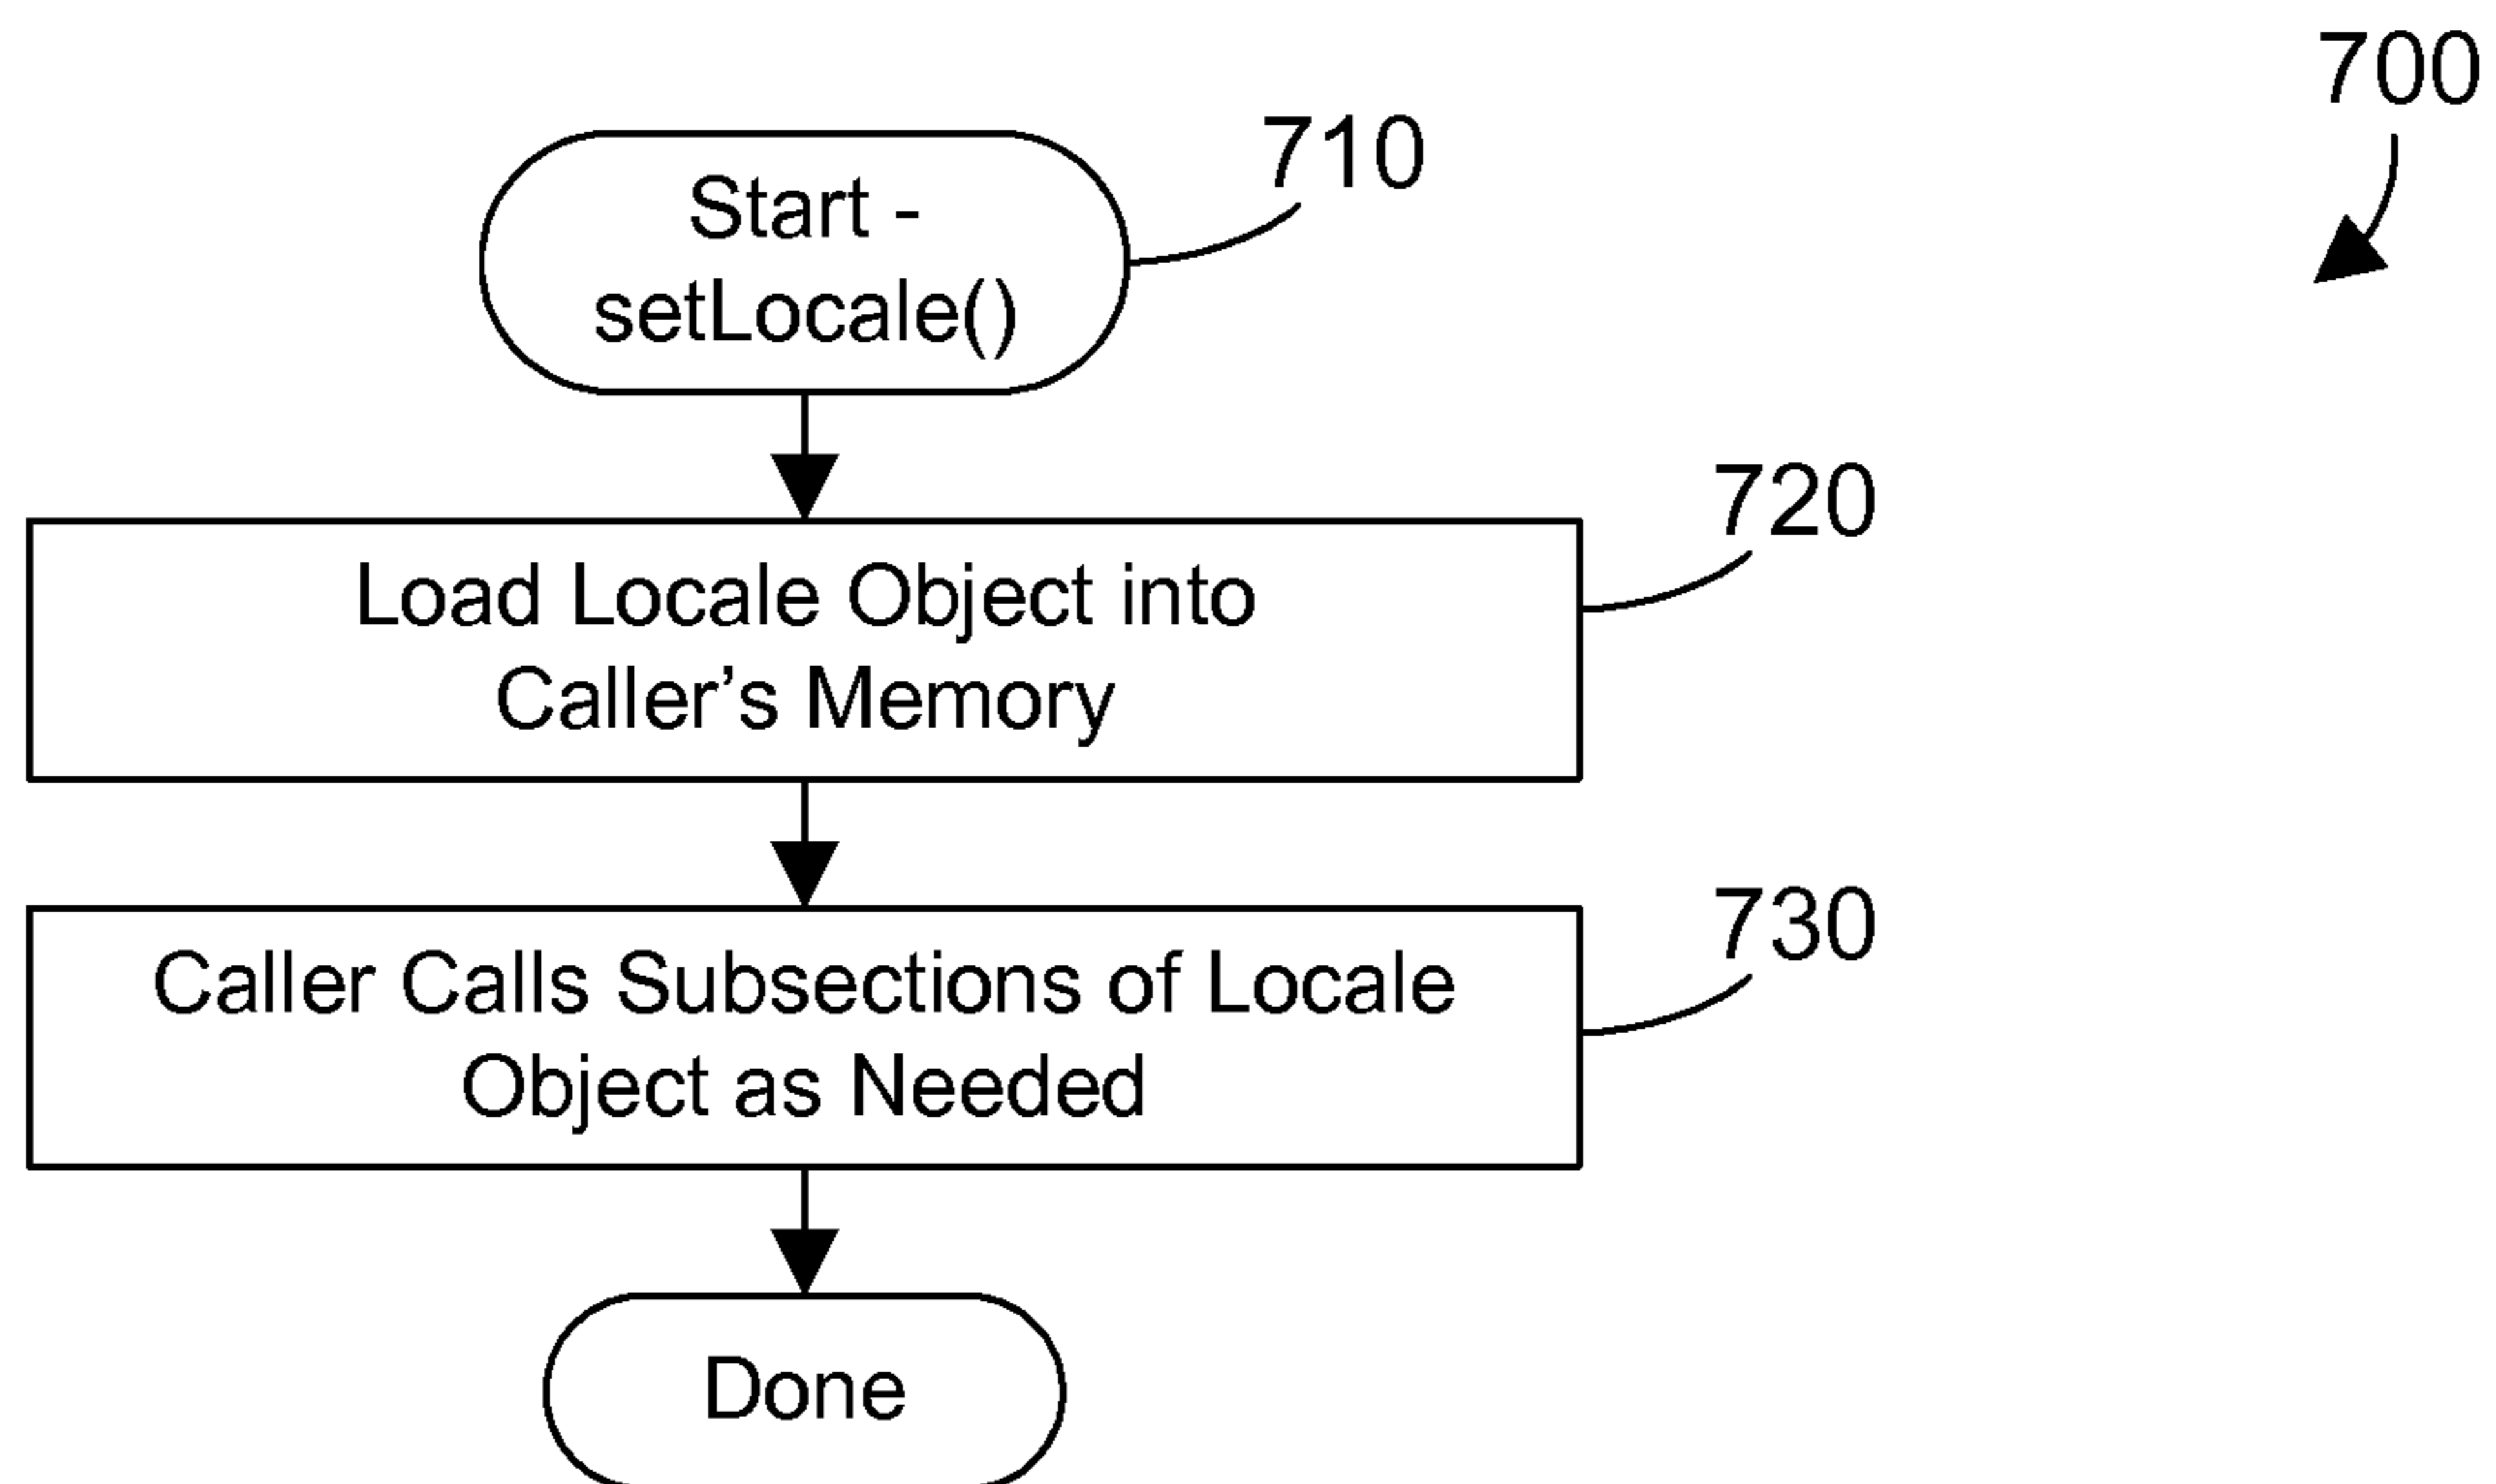 700
710
Start -
setLocale()
720
Load Locale Object into
Caller’s Memory
730
Caller Calls Subsections of Locale
Object as Needed
Done